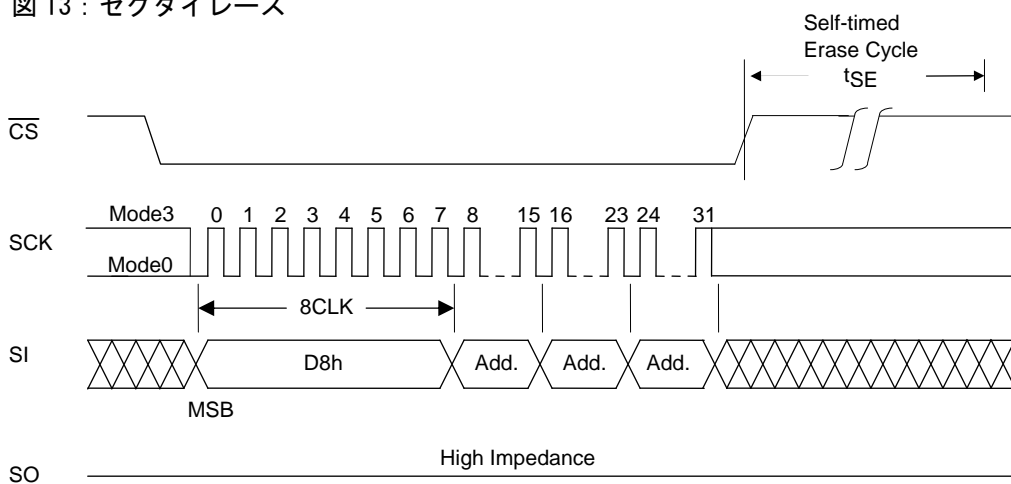 図 13：セクタイレーズ
Self-timed
Erase Cycle
tSE
CS
Mode3
0 1 2 3 4 5 6 7 8 15 16 23 24 31
SCK
Mode0
8CLK
SI
D8h
Add.
Add.
Add.
MSB
High Impedance
SO